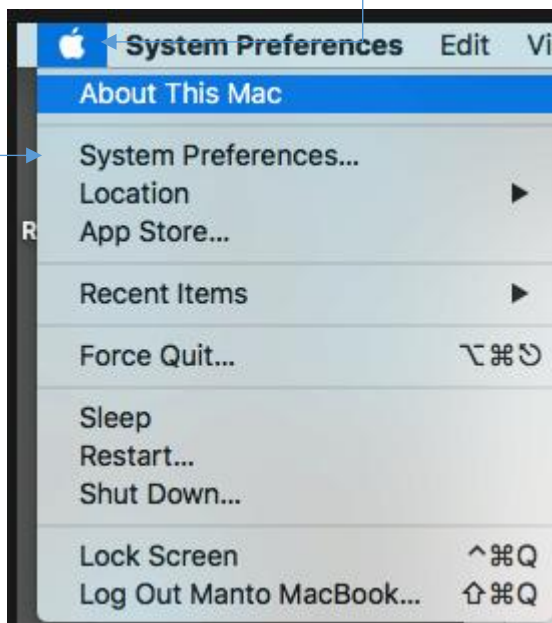 System Preferences Edit Vi
About This Mac
System Preferences...
Location ▶
R
App Store...
Recent Items ▶
Force Quit... ⌥⌘⎋
Sleep
Restart...
Shut Down...
Lock Screen ^⌘Q
Log Out Manto MacBook... ⇧⌘Q